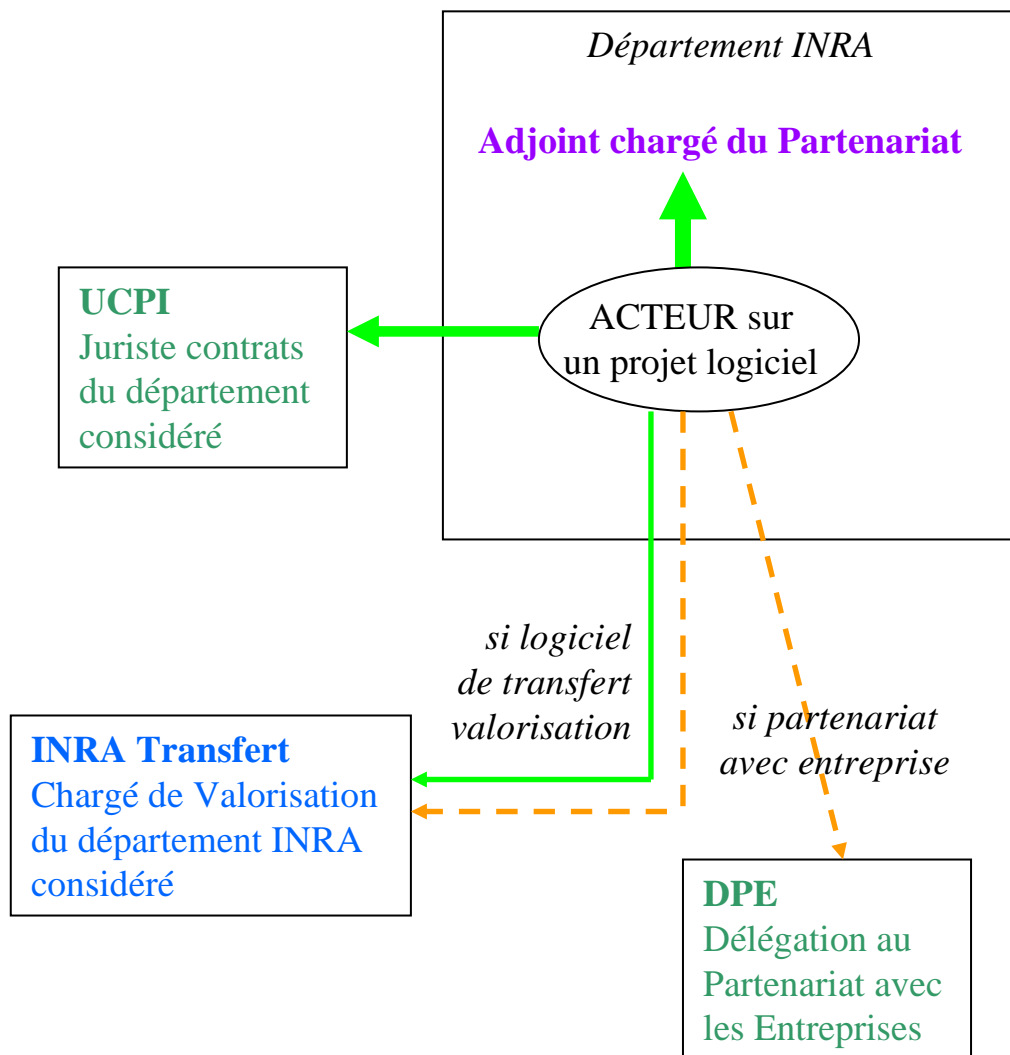 Département INRA
Adjoint chargé du Partenariat
UCPI
Juriste contrats
du département
considéré
ACTEUR sur
un projet logiciel
si logiciel
de transfert
valorisation
si partenariat
avec entreprise
INRA Transfert
Chargé de Valorisation
du département INRA
considéré
DPE
Délégation au
Partenariat avec
les Entreprises